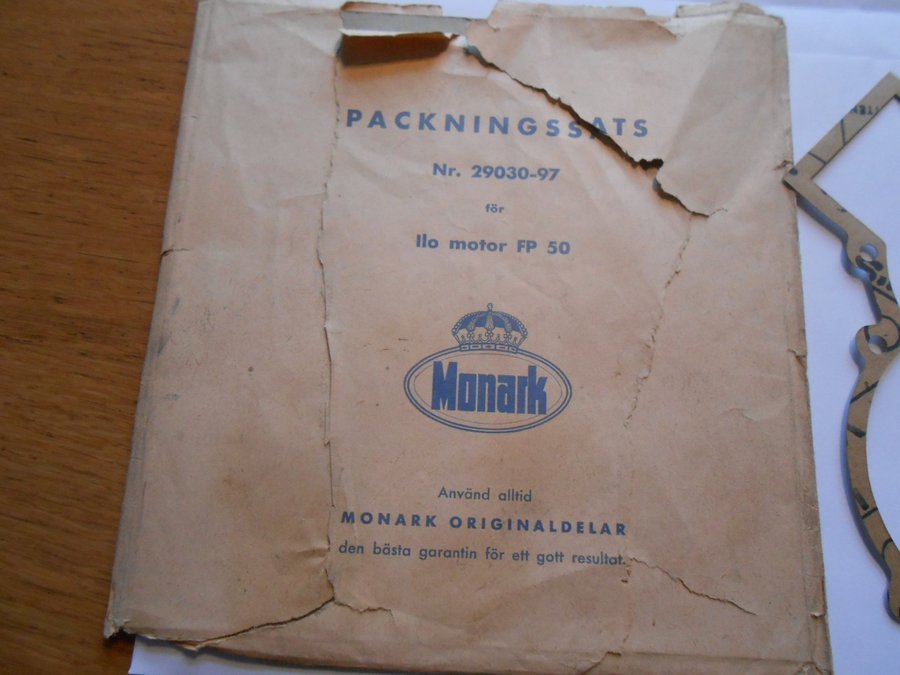 PACKNINGSSATS
Nr. 29030-97
för
Ilo motor FP 50
Monark
Använd alltid
MONARK ORIGINALDELAR
den bästa garantin för ett gott resultat.